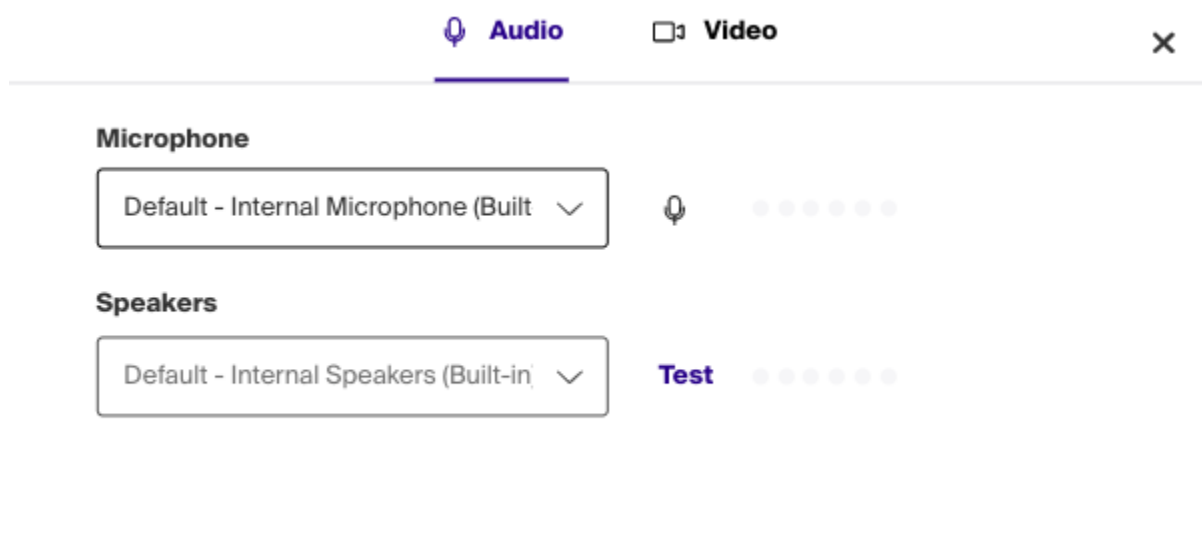 Audio
Video
Microphone
Default - Internal Microphone (Built
Speakers
Default - Internal Speakers (Built-in)
Test